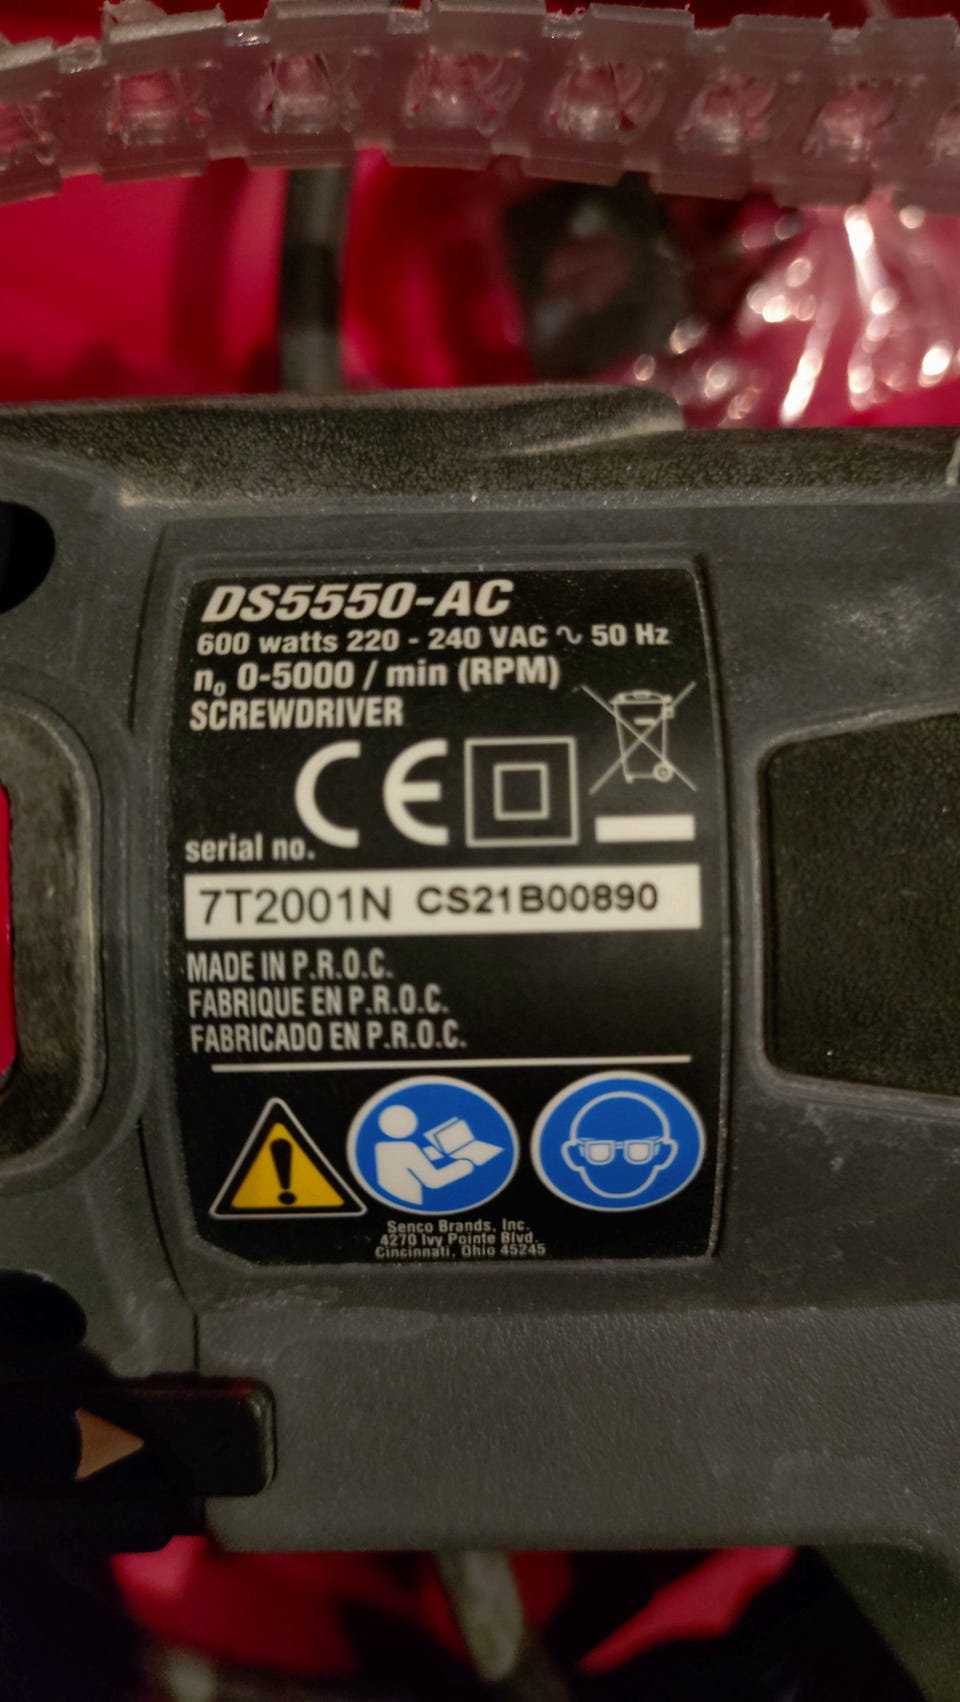 DS5550-AC
600 watts 220 - 240 VAC ∿ 50 Hz
n₀ 0-5000 / min (RPM)
SCREWDRIVER
CE
serial no.
7T2001N CS21B00890
MADE IN P.R.O.C.
FABRIQUE EN P.R.O.C.
FABRICADO EN P.R.O.C.
Senco Brands, Inc.
4270 Ivy Pointe Blvd.
Cincinnati, Ohio 45245